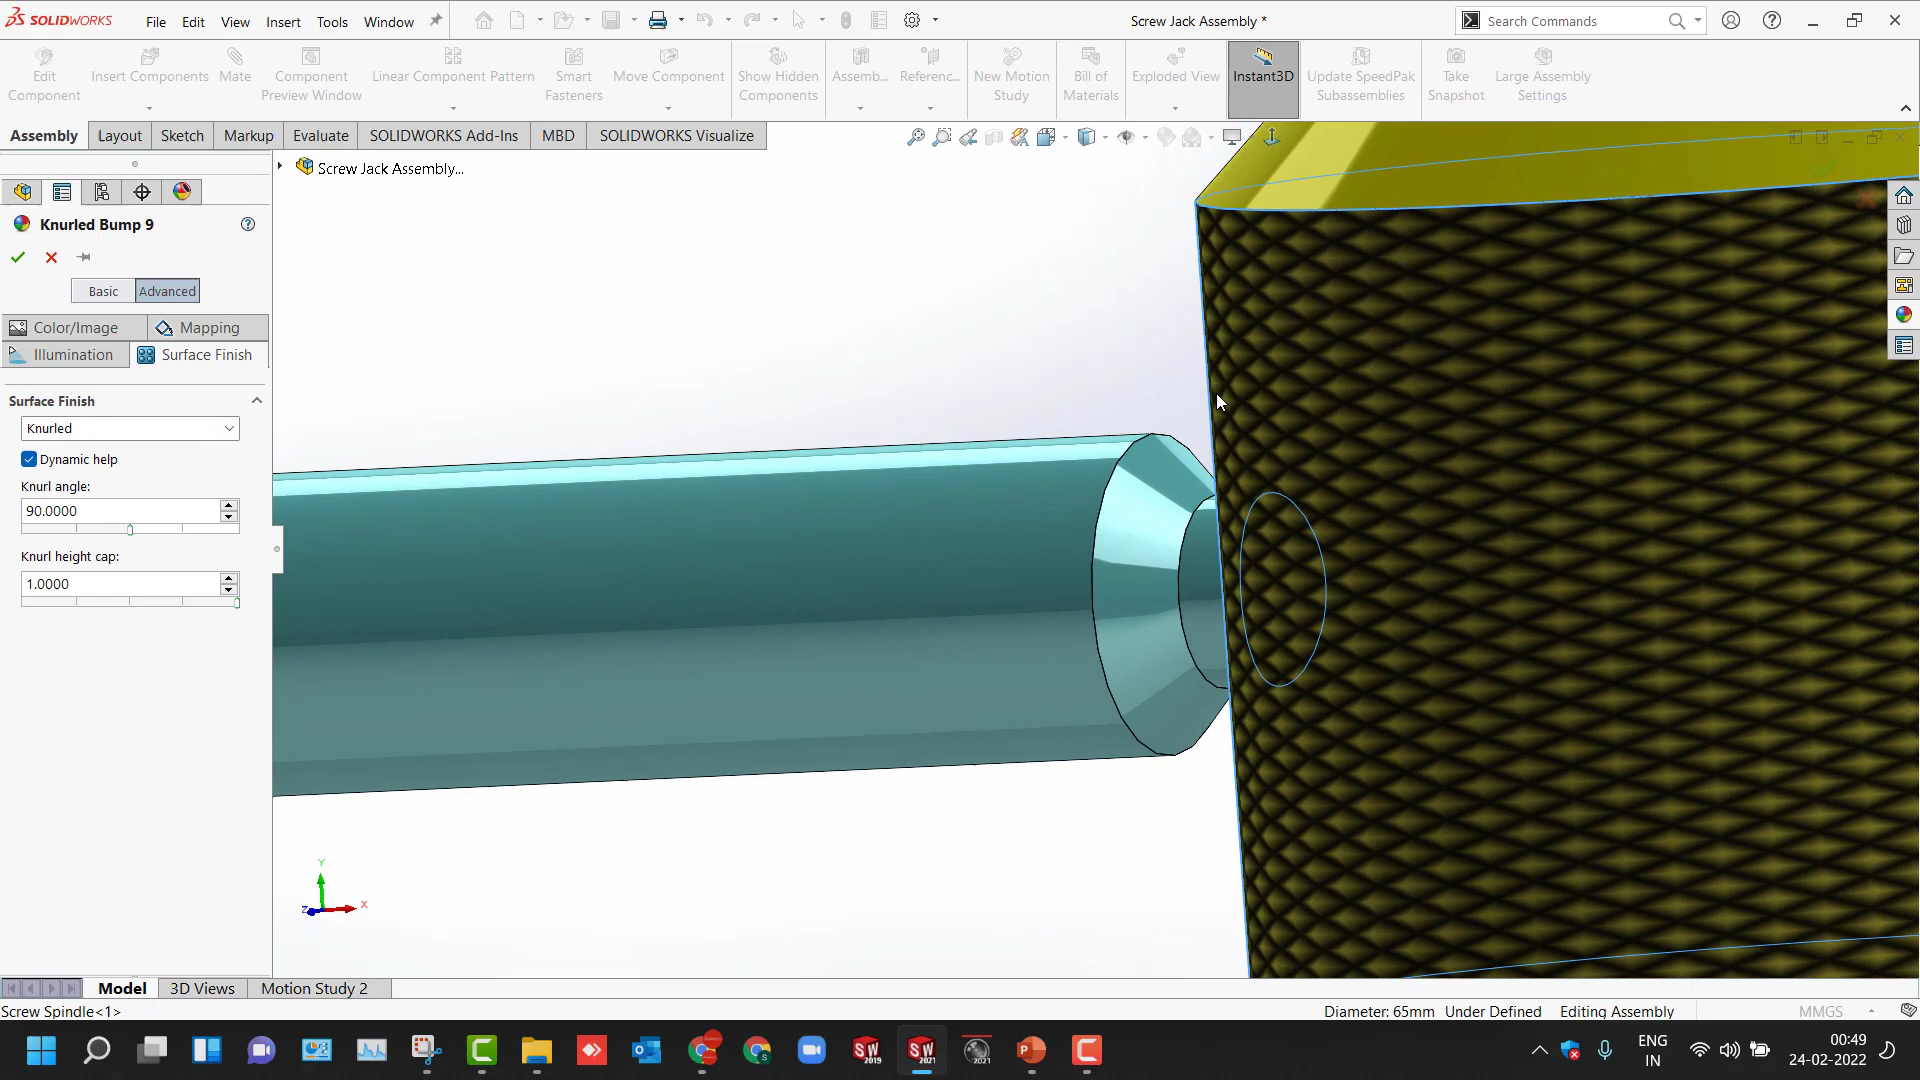 SOLIDWORKS File Edit View Insert Tools Window Screw Jack Assembly * Search Commands
Edit Component Insert Components Mate Component Preview Window Linear Component Pattern Smart Fasteners Move Component Show Hidden Components Assemb... Referenc... New Motion Study Bill of Materials Exploded View Instant3D Update SpeedPak Subassemblies Take Snapshot Large Assembly Settings
Assembly Layout Sketch Markup Evaluate SOLIDWORKS Add-Ins MBD SOLIDWORKS Visualize
Screw Jack Assembly...
Knurled Bump 9
Basic Advanced
Color/Image Mapping
Illumination Surface Finish
Surface Finish
Knurled
Dynamic help
Knurl angle:
90.0000
Knurl height cap:
1.0000
Y
Z X
Model 3D Views Motion Study 2
Screw Spindle<1> Diameter: 65mm Under Defined Editing Assembly MMGS
SW 2019 SW 2021 2021 ENG IN 00:49 24-02-2022